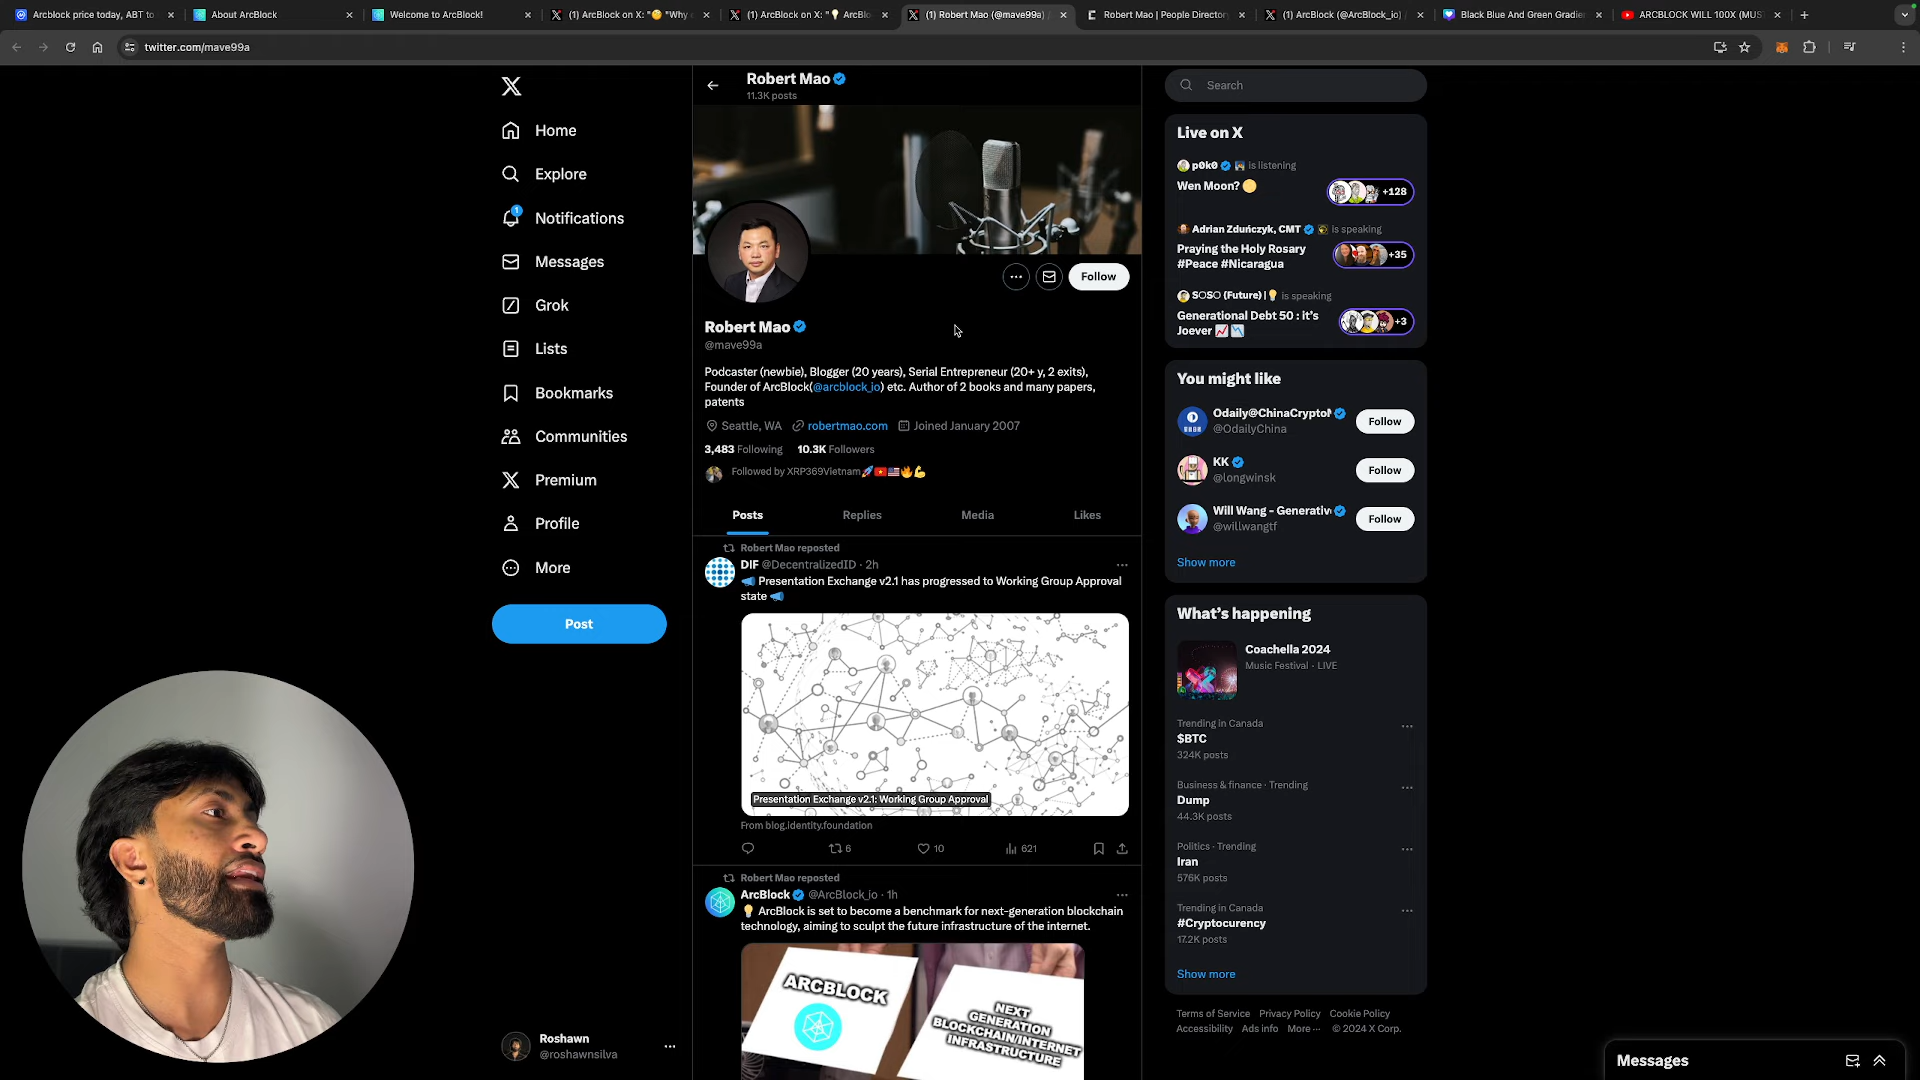 Arcblock price today, ABT to
About ArcBlock
Welcome to ArcBlock!
(1) ArcBlock on X: "🌕 "Why
(1) ArcBlock on X: "💡 ArcBlo
(1) Robert Mao (@mave99a) /
Robert Mao | People Director
(1) ArcBlock (@ArcBlock_io) /
Black Blue And Green Gradier
ARCBLOCK WILL 100X (MUS
twitter.com/mave99a
Home
Explore
1
Notifications
Messages
Grok
Lists
Bookmarks
Communities
Premium
Profile
More
Post
Roshawn
@roshawnsilva
Robert Mao
11.3K posts
Follow
Robert Mao
@mave99a
Podcaster (newbie), Blogger (20 years), Serial Entrepreneur (20+ y, 2 exits),
Founder of ArcBlock(@arcblock_io) etc. Author of 2 books and many papers,
patents
Seattle, WA robertmao.com Joined January 2007
3,483 Following 10.3K Followers
Followed by XRP369Vietnam🚀🇻🇳🇺🇸🔥💪
Posts Replies Media Likes
Robert Mao reposted
DIF @DecentralizedID · 2h
📣 Presentation Exchange v2.1 has progressed to Working Group Approval
state 📣
Presentation Exchange v2.1: Working Group Approval
From blog.identity.foundation
6 10 621
Robert Mao reposted
ArcBlock @ArcBlock_io · 1h
💡 ArcBlock is set to become a benchmark for next-generation blockchain
technology, aiming to sculpt the future infrastructure of the internet.
ARCBLOCK
NEXT
GENERATION
BLOCKCHAIN/INTERNET
INFRASTRUCTURE
Search
Live on X
p0k0 is listening
Wen Moon? 🌕
+128
Adrian Zduńczyk, CMT is speaking
Praying the Holy Rosary
#Peace #Nicaragua
+35
SOSO (Future) |💡 is speaking
Generational Debt 50 : it's
Joever 📈📉
+3
You might like
Odaily@ChinaCrypto
@OdailyChina
Follow
KK
@longwinsk
Follow
Will Wang - Generativ
@willwangtf
Follow
Show more
What's happening
Coachella 2024
Music Festival · LIVE
Trending in Canada
$BTC
324K posts
Business & finance · Trending
Dump
44.3K posts
Politics · Trending
Iran
576K posts
Trending in Canada
#Cryptocurency
17.2K posts
Show more
Terms of Service Privacy Policy Cookie Policy
Accessibility Ads info More ··· © 2024 X Corp.
Messages